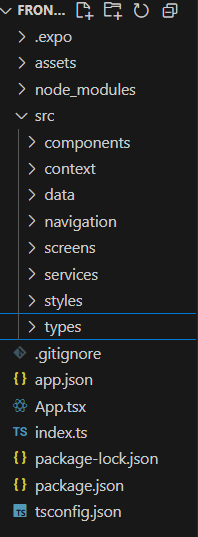 FRON...
.expo
assets
node_modules
src
components
context
data
navigation
screens
services
styles
types
.gitignore
{} app.json
App.tsx
TS index.ts
{} package-lock.json
{} package.json
TS tsconfig.json